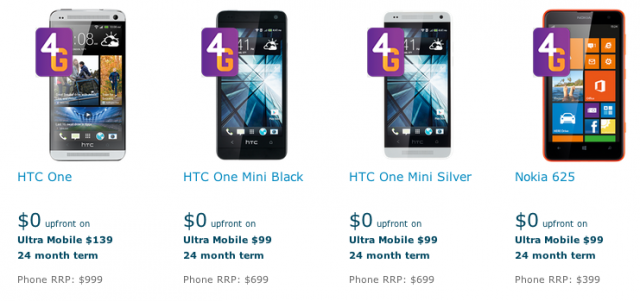 4G
4G
4G
4G
hTC
hTC
hTC
HTC One
HTC One Mini Black
HTC One Mini Silver
Nokia 625
$0 upfront on
Ultra Mobile $139
24 month term
Phone RRP: $999
$0 upfront on
Ultra Mobile $99
24 month term
Phone RRP: $699
$0 upfront on
Ultra Mobile $99
24 month term
Phone RRP: $699
$0 upfront on
Ultra Mobile $99
24 month term
Phone RRP: $399